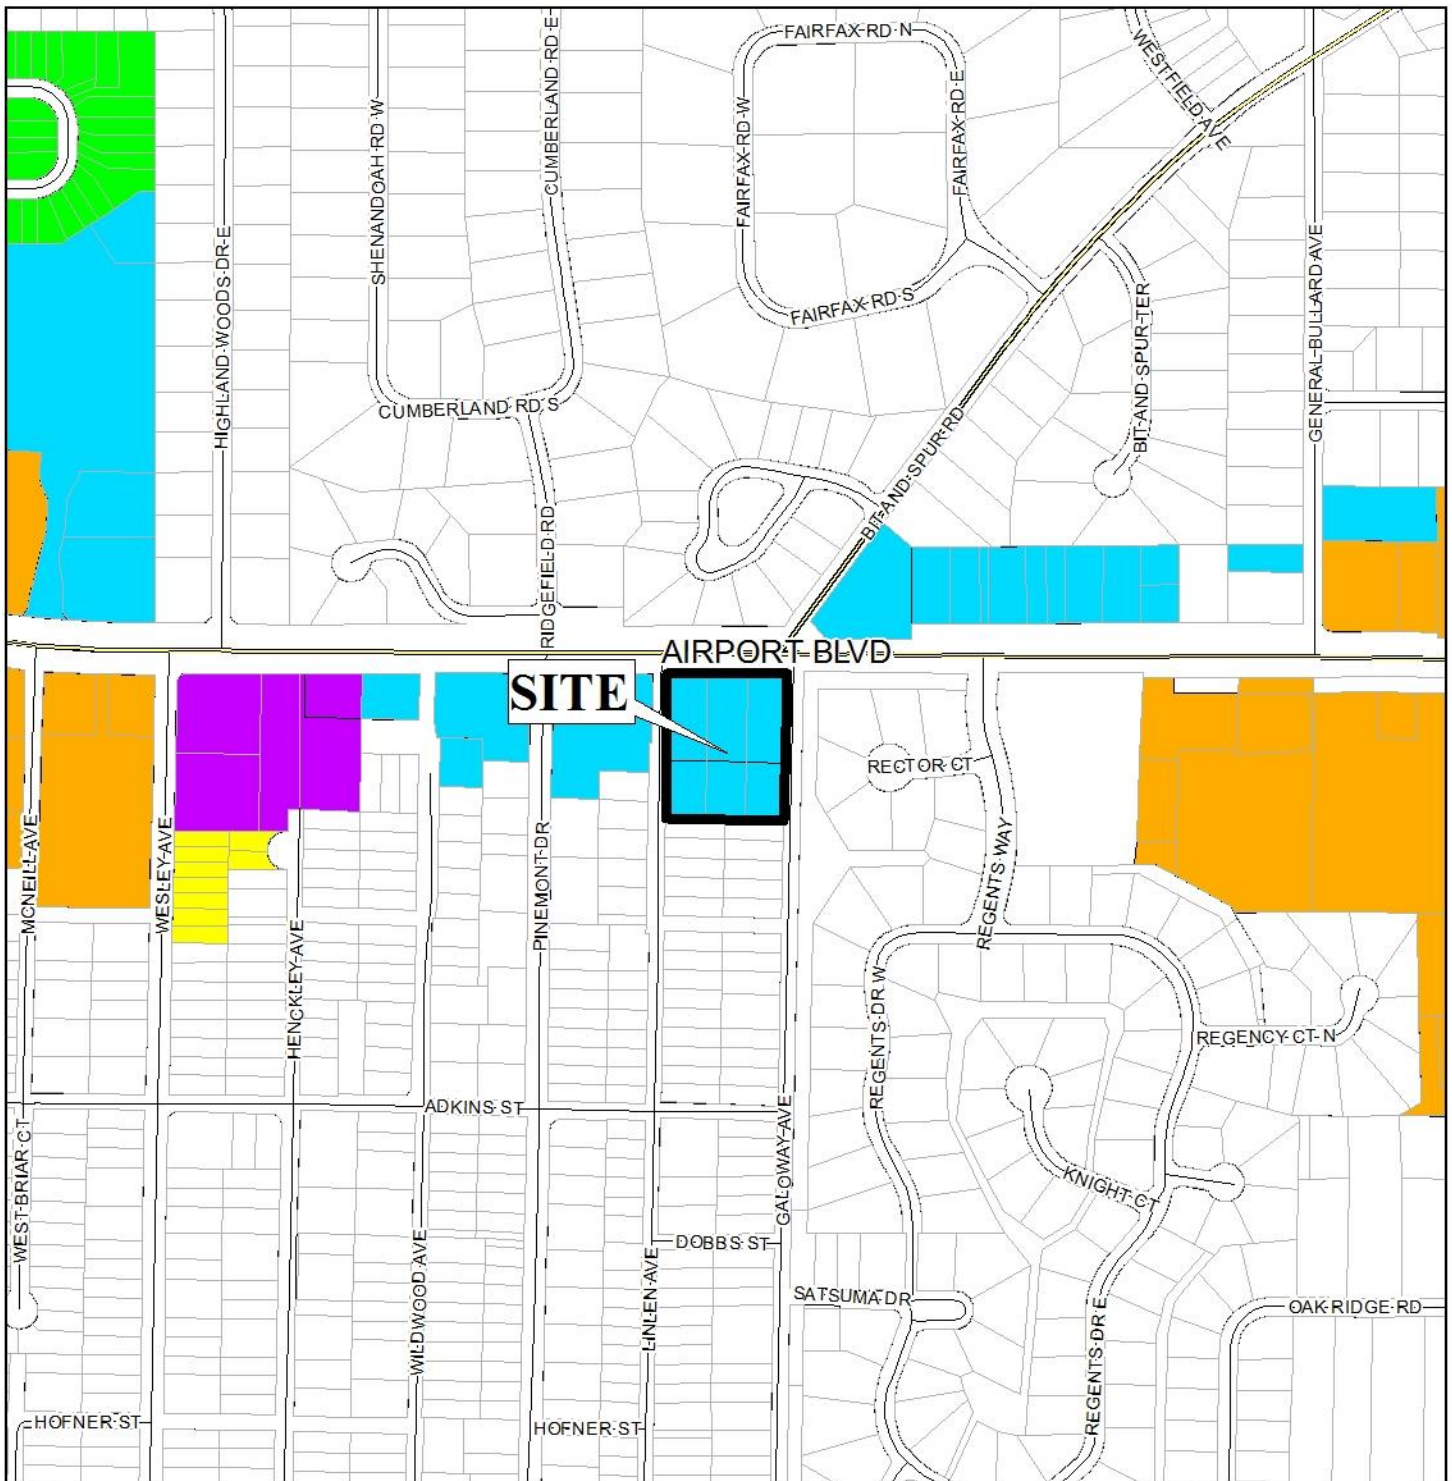 FAIRFAX RD N
WESTFIELD AVE
CUMBERLAND RD E
SHENANDOAH RD W
FAIRFAX RD W
FAIRFAX RD E
HIGHLAND WOODS DR E
FAIRFAX RD S
BIT AND SPUR TER
GENERAL BULLARD AVE
CUMBERLAND RD S
BIT AND SPUR RD
RIDGEFIELD RD
AIRPORT BLVD
SITE
RECTOR CT
MCNEILL AVE
WESLEY AVE
PINEMONT DR
REGENTS WAY
HENCKLEY AVE
REGENTS DR W
REGENCY CT N
ADKINS ST
GALOWAY AVE
WEST BRIAR CT
KNIGHT CT
WILDWOOD AVE
DOBBS ST
LINLEN AVE
SATSUMA DR
OAK RIDGE RD
REGENTS DR E
HOFNER ST
HOFNER ST